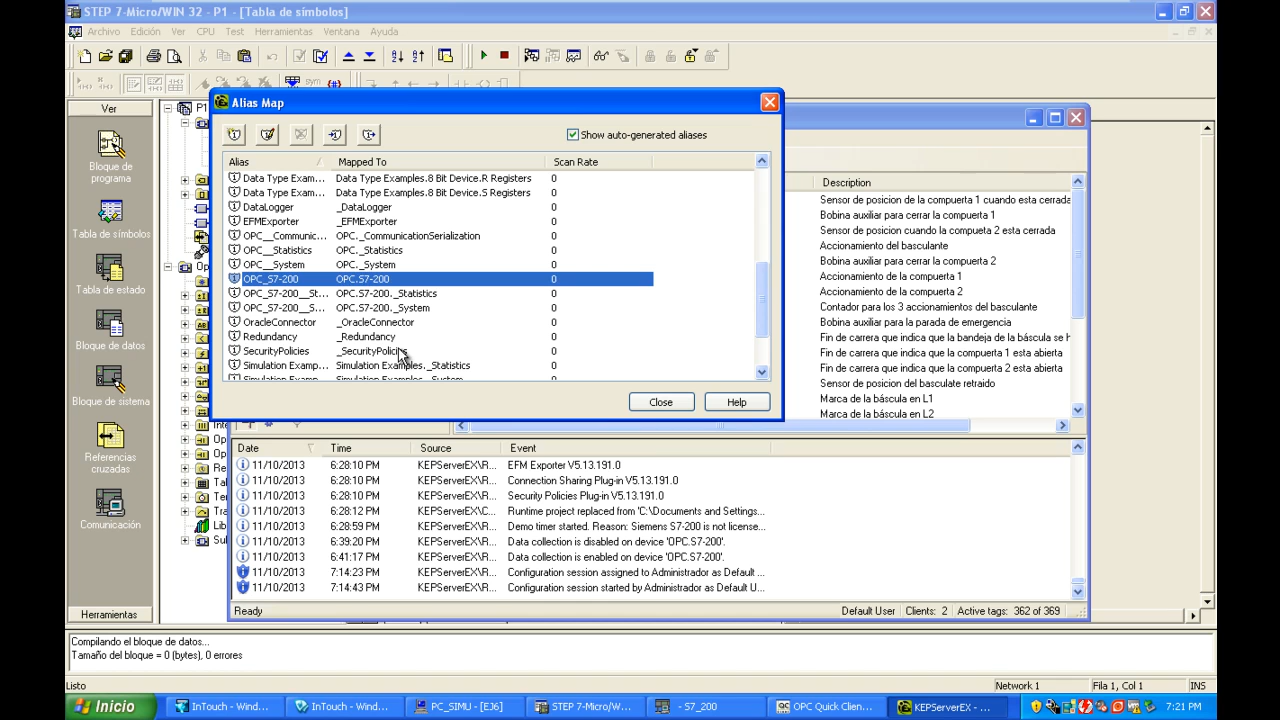 STEP 7-Micro/WIN 32 - P1 - [Tabla de símbolos]
Archivo Edición Ver CPU Test Herramientas Ventana Ayuda
Ver
Bloque de programa
Tabla de símbolos
Tabla de estado
Bloque de datos
Bloque de sistema
Referencias cruzadas
Comunicación
Herramientas
P1
Alias Map
Show auto-generated aliases
Alias Mapped To Scan Rate
Data Type Exam... Data Type Examples.8 Bit Device.R Registers 0
Data Type Exam... Data Type Examples.8 Bit Device.S Registers 0
DataLogger _DataLogger 0
EFMExporter _EFMExporter 0
OPC__Communic... OPC._CommunicationSerialization 0
OPC__Statistics OPC._Statistics 0
OPC__System OPC._System 0
OPC_S7-200 OPC.S7-200 0
OPC_S7-200__St... OPC.S7-200._Statistics 0
OPC_S7-200__S... OPC.S7-200._System 0
OracleConnector _OracleConnector 0
Redundancy _Redundancy 0
SecurityPolicies _SecurityPolicies 0
Simulation Examp... Simulation Examples._Statistics 0
Simulation Examp... Simulation Examples._System 0
Close Help
Description
Sensor de posicion de la compuerta 1 cuando esta cerrada
Bobina auxiliar para cerrar la compuerta 1
Sensor de posicion cuando la compuerta 2 esta cerrada
Accionamiento del basculante
Bobina auxiliar para cerrar la compuerta 2
Accionamiento de la compuerta 1
Accionamiento de la compuerta 2
Contador para los 3 accionamientos del basculante
Bobina auxiliar para la parada de emergencia
Fin de carrera que indica que la bandeja de la báscula se h
Fin de carrera que indica que la compuerta 1 esta abierta
Fin de carrera que indica que la compuerta 2 esta abierta
Sensor de posicion del basculate retraido
Marca de la báscula en L1
Marca de la báscula en L2
Date Time Source Event
11/10/2013 6:28:10 PM KEPServerEX\R... EFM Exporter V5.13.191.0
11/10/2013 6:28:10 PM KEPServerEX\R... Connection Sharing Plug-in V5.13.191.0
11/10/2013 6:28:10 PM KEPServerEX\R... Security Policies Plug-in V5.13.191.0
11/10/2013 6:28:12 PM KEPServerEX\C... Runtime project replaced from 'C:\Documents and Settings...
11/10/2013 6:28:59 PM KEPServerEX\R... Demo timer started. Reason: Siemens S7-200 is not license...
11/10/2013 6:39:20 PM KEPServerEX\R... Data collection is disabled on device 'OPC.S7-200'.
11/10/2013 6:41:17 PM KEPServerEX\R... Data collection is enabled on device 'OPC.S7-200'.
11/10/2013 7:14:23 PM KEPServerEX\R... Configuration session assigned to Administrador as Default ...
11/10/2013 7:14:43 PM KEPServerEX\R... Configuration session started by Administrador as Default U...
Ready Default User Clients: 2 Active tags: 362 of 369
Compilando el bloque de datos...
Tamaño del bloque = 0 (bytes), 0 errores
Listo Network 1 Fila 1, Col 1 INS
Inicio InTouch - Wind... InTouch - Wind... PC_SIMU - [EJ6] STEP 7-Micro/W... - S7_200 OPC Quick Clien... KEPServerEX - ... 7:21 PM